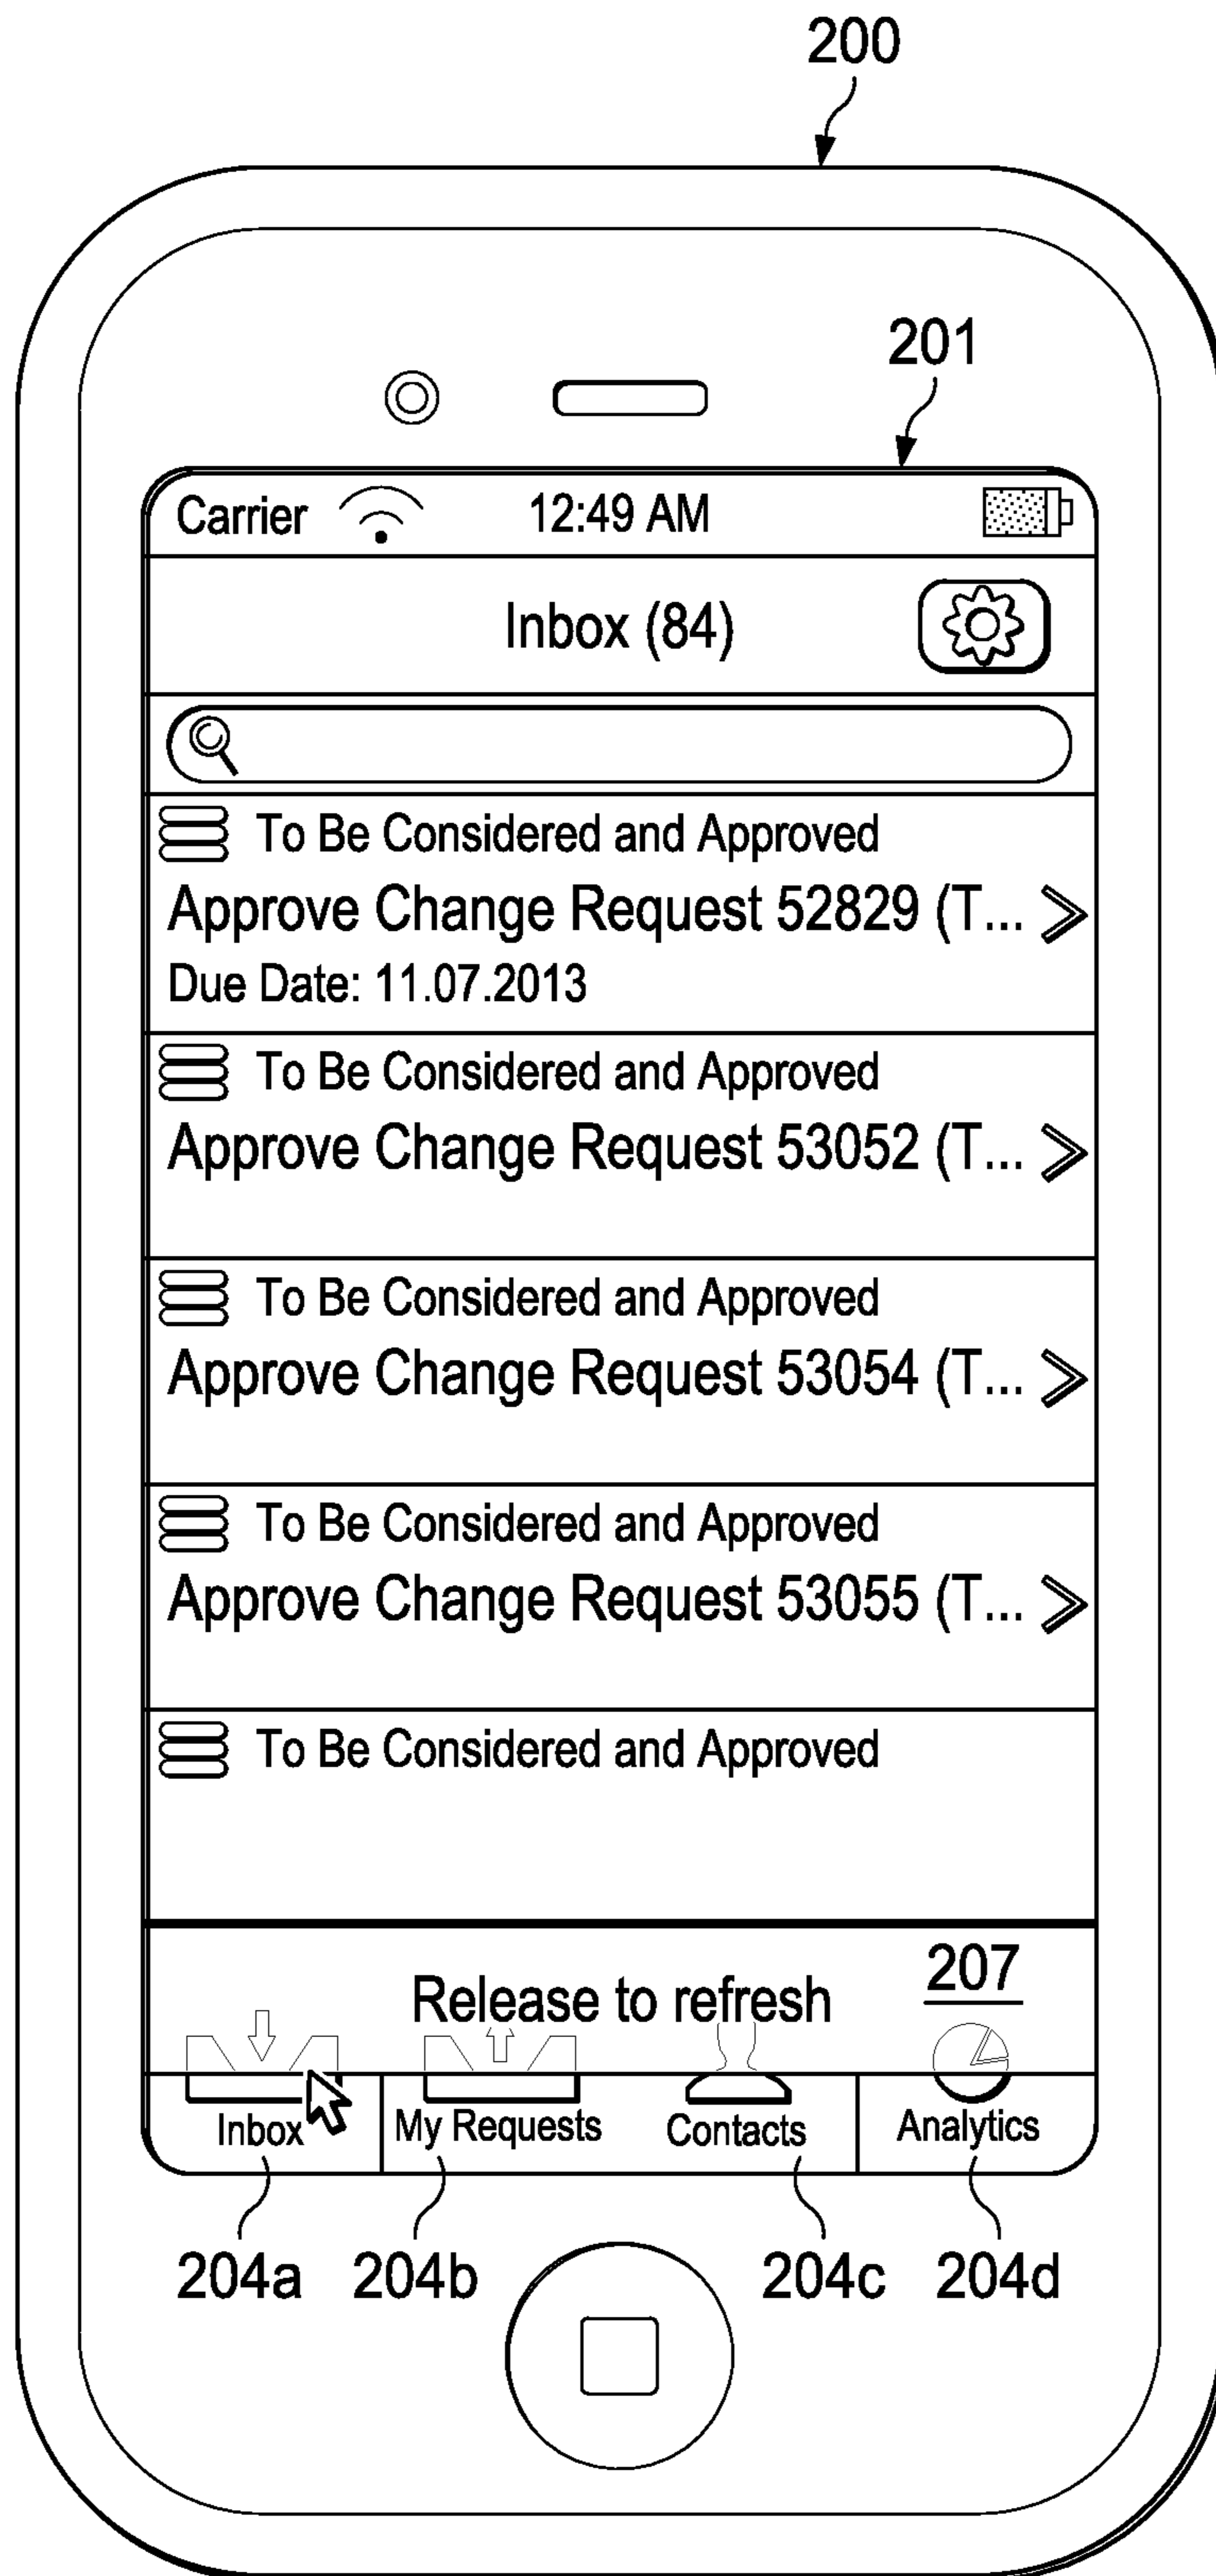 200
201
Carrier 12:49 AM
Inbox (84)
To Be Considered and Approved
Approve Change Request 52829 (T...
Due Date: 11.07.2013
To Be Considered and Approved
Approve Change Request 53052 (T...
To Be Considered and Approved
Approve Change Request 53054 (T...
To Be Considered and Approved
Approve Change Request 53055 (T...
To Be Considered and Approved
207
Release to refresh
Inbox My Requests Contacts Analytics
204a 204b 204c 204d